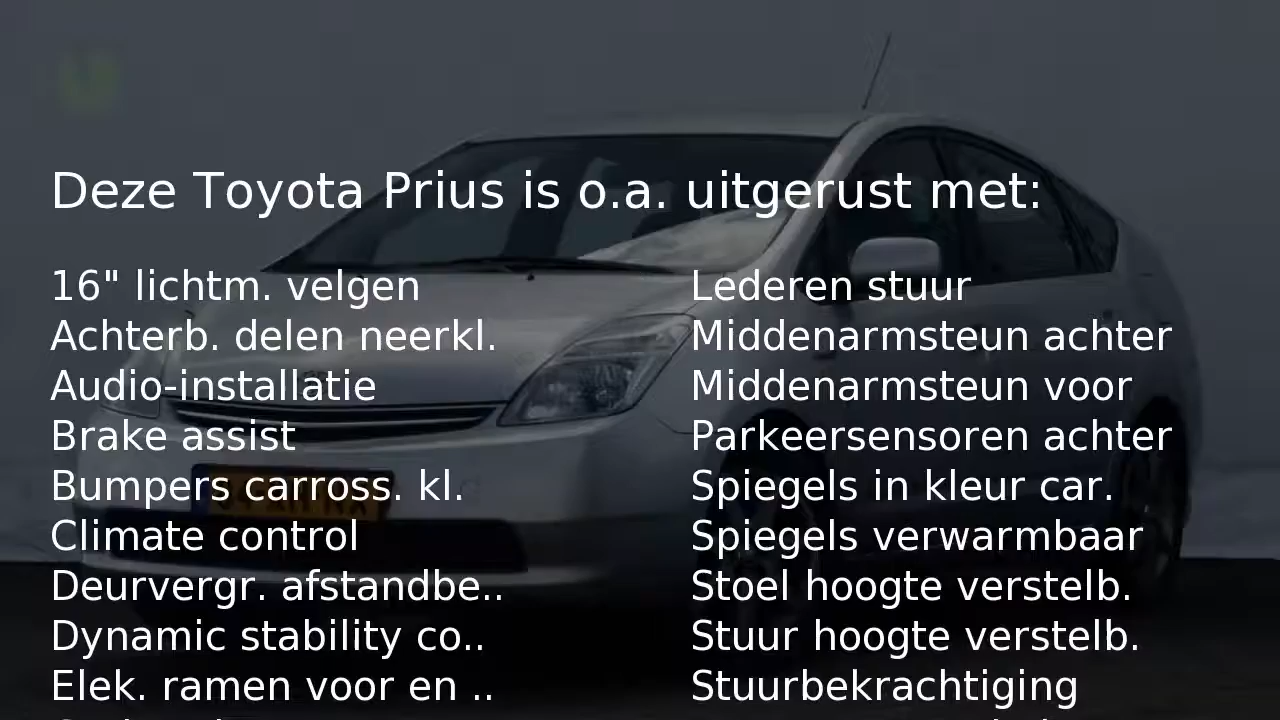 Deze Toyota Prius is o.a. uitgerust met:
16" lichtm. velgen
Achterb. delen neerkl.
Audio-installatie
Brake assist
Bumpers carross. kl.
Climate control
Deurvergr. afstandbe..
Dynamic stability co..
Elek. ramen voor en ..
Lederen stuur
Middenarmsteun achter
Middenarmsteun voor
Parkeersensoren achter
Spiegels in kleur car.
Spiegels verwarmbaar
Stoel hoogte verstelb.
Stuur hoogte verstelb.
Stuurbekrachtiging